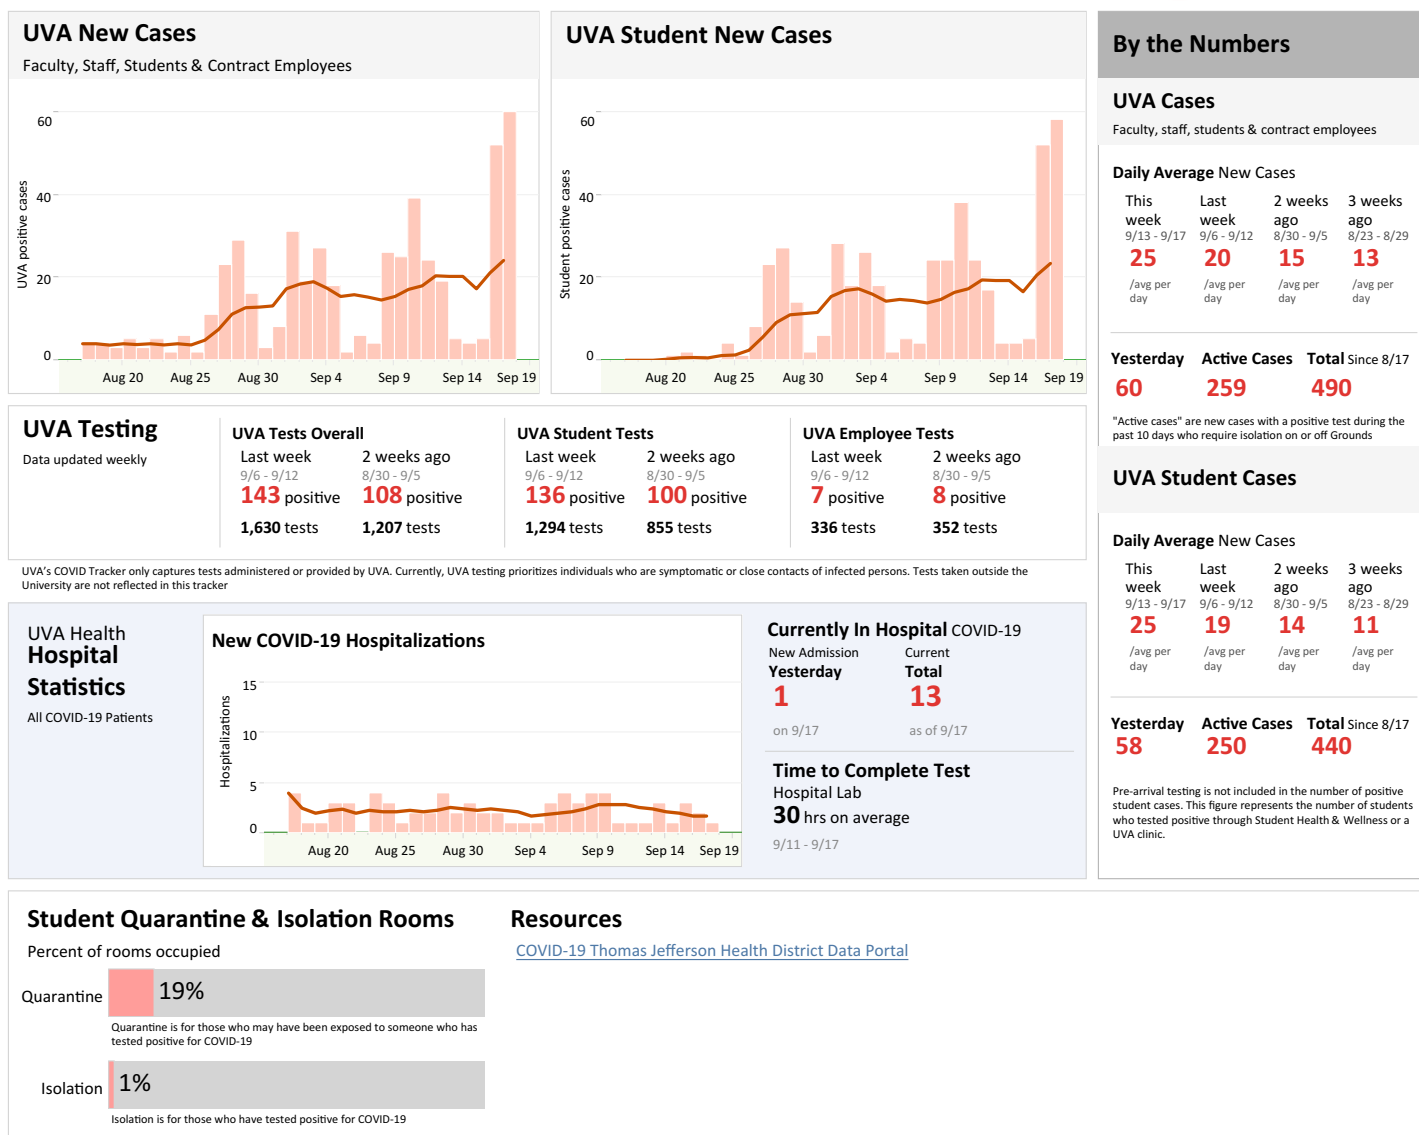 UVA New Cases
Faculty, Staff, Students & Contract Employees
UVA positive cases
60
40
20
0
Aug 20 Aug 25 Aug 30 Sep 4 Sep 9 Sep 14 Sep 19
UVA Student New Cases
Student positive cases
60
40
20
0
Aug 20 Aug 25 Aug 30 Sep 4 Sep 9 Sep 14 Sep 19
By the Numbers
UVA Cases
Faculty, staff, students & contract employees
Daily Average New Cases
This Last 2 weeks 3 weeks
week week ago ago
9/13 - 9/17 9/6 - 9/12 8/30 - 9/5 8/23 - 8/29
25 20 15 13
/avg per /avg per /avg per /avg per
day day day day
Yesterday Active Cases Total Since 8/17
60 259 490
"Active cases" are new cases with a positive test during the
past 10 days who require isolation on or off Grounds
UVA Student Cases
Daily Average New Cases
This Last 2 weeks 3 weeks
week week ago ago
9/13 - 9/17 9/6 - 9/12 8/30 - 9/5 8/23 - 8/29
25 19 14 11
/avg per /avg per /avg per /avg per
day day day day
Yesterday Active Cases Total Since 8/17
58 250 440
Pre-arrival testing is not included in the number of positive
student cases. This figure represents the number of students
who tested positive through Student Health & Wellness or a
UVA clinic.
UVA Testing
Data updated weekly
UVA Tests Overall
Last week 2 weeks ago
9/6 - 9/12 8/30 - 9/5
143 positive 108 positive
1,630 tests 1,207 tests
UVA Student Tests
Last week 2 weeks ago
9/6 - 9/12 8/30 - 9/5
136 positive 100 positive
1,294 tests 855 tests
UVA Employee Tests
Last week 2 weeks ago
9/6 - 9/12 8/30 - 9/5
7 positive 8 positive
336 tests 352 tests
UVA's COVID Tracker only captures tests administered or provided by UVA. Currently, UVA testing prioritizes individuals who are symptomatic or close contacts of infected persons. Tests taken outside the
University are not reflected in this tracker
UVA Health
Hospital
Statistics
All COVID-19 Patients
New COVID-19 Hospitalizations
Hospitalizations
15
10
5
0
Aug 20 Aug 25 Aug 30 Sep 4 Sep 9 Sep 14 Sep 19
Currently In Hospital COVID-19
New Admission Current
Yesterday Total
1 13
on 9/17 as of 9/17
Time to Complete Test
Hospital Lab
30 hrs on average
9/11 - 9/17
Student Quarantine & Isolation Rooms
Percent of rooms occupied
Quarantine 19%
Quarantine is for those who may have been exposed to someone who has
tested positive for COVID-19
Isolation 1%
Isolation is for those who have tested positive for COVID-19
Resources
COVID-19 Thomas Jefferson Health District Data Portal